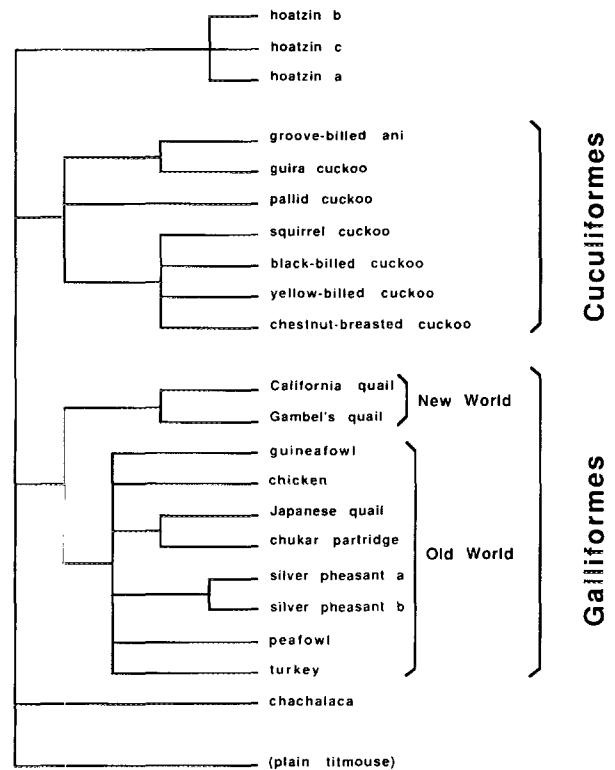 hoatzin b
hoatzin c
hoatzin a
groove-billed ani
guira cuckoo
pallid cuckoo
squirrel cuckoo
black-billed cuckoo
yellow-billed cuckoo
chestnut-breasted cuckoo
Cuculiformes
California quail
Gambel's quail
New World
guineafowl
chicken
Japanese quail
chukar partridge
silver pheasant a
silver pheasant b
peafowl
turkey
Old World
Galliformes
chachalaca
(plain titmouse)